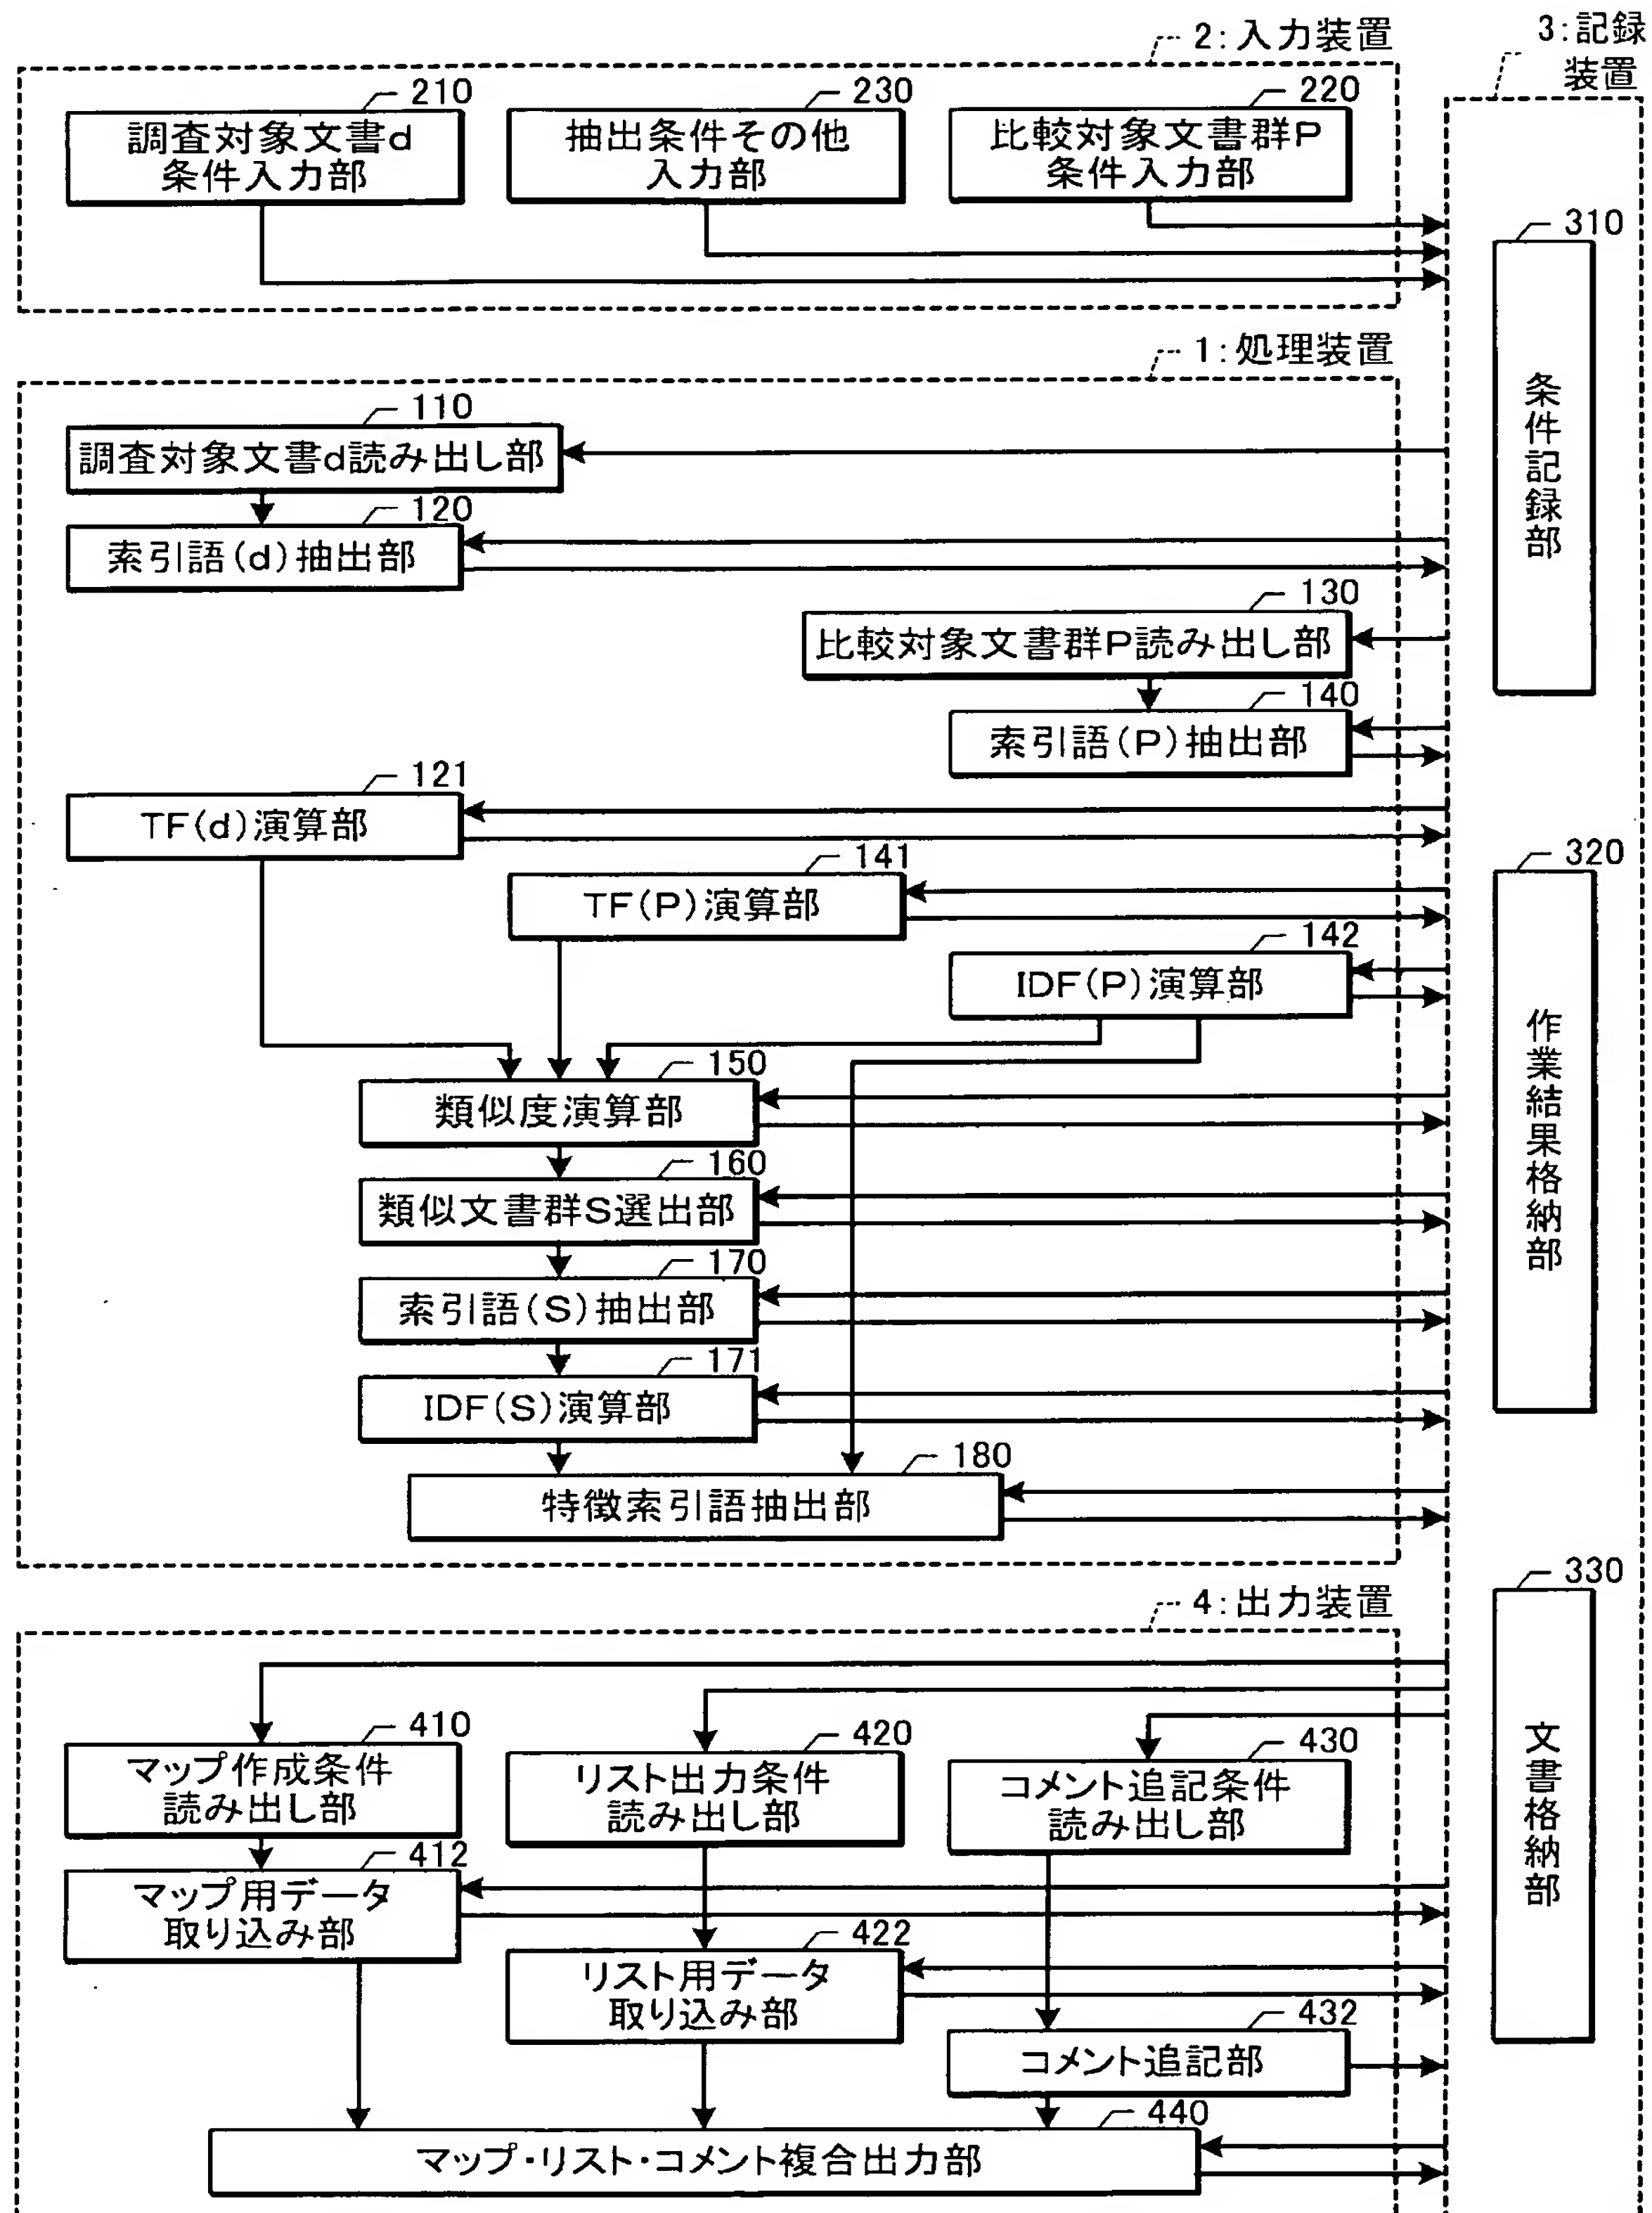 2:入力装置
3:記録
装置
210
調査対象文書d
条件入力部
230
抽出条件その他
入力部
220
比較対象文書群P
条件入力部
310
条件記録部
1:処理装置
110
調査対象文書d読み出し部
120
索引語(d)抽出部
130
比較対象文書群P読み出し部
140
索引語(P)抽出部
121
TF(d)演算部
141
TF(P)演算部
142
IDF(P)演算部
320
作業結果格納部
150
類似度演算部
160
類似文書群S選出部
170
索引語(S)抽出部
171
IDF(S)演算部
180
特徴索引語抽出部
4:出力装置
330
文書格納部
410
マップ作成条件
読み出し部
420
リスト出力条件
読み出し部
430
コメント追記条件
読み出し部
412
マップ用データ
取り込み部
422
リスト用データ
取り込み部
432
コメント追記部
440
マップ・リスト・コメント複合出力部